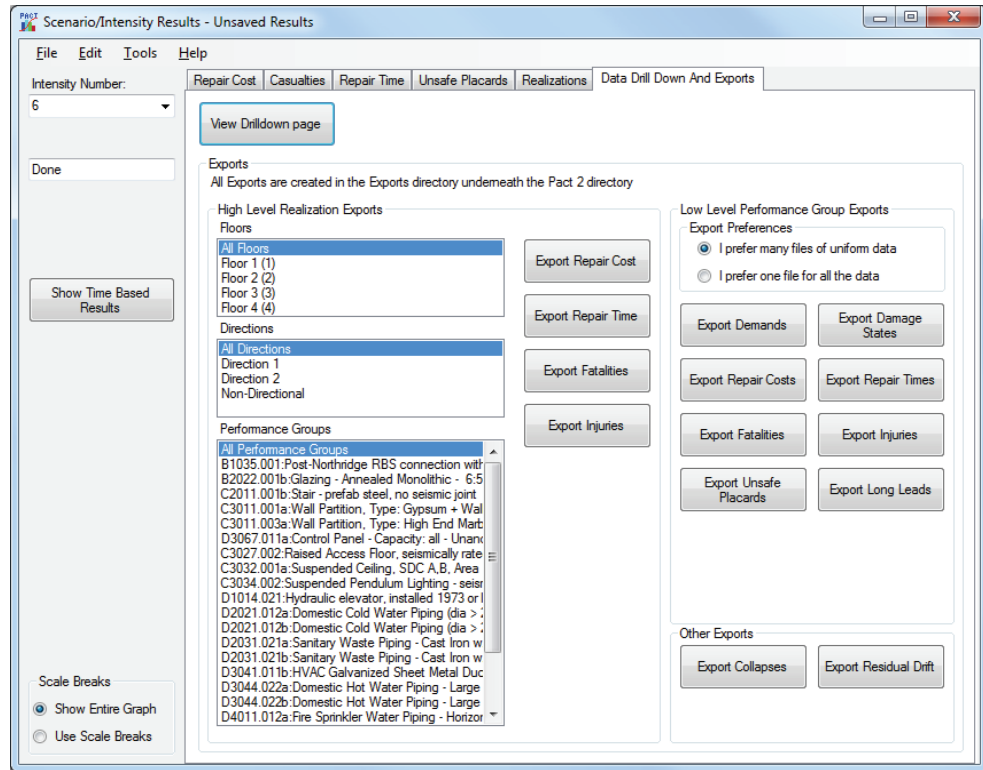 PACT
Scenario/Intensity Results - Unsaved Results
File Edit Tools Help
Intensity Number:
6
Done
Show Time Based
Results
Scale Breaks
Show Entire Graph
Use Scale Breaks
Repair Cost Casualties Repair Time Unsafe Placards Realizations Data Drill Down And Exports
View Drilldown page
Exports
All Exports are created in the Exports directory underneath the Pact 2 directory
High Level Realization Exports
Floors
All Floors
Floor 1 (1)
Floor 2 (2)
Floor 3 (3)
Floor 4 (4)
Directions
All Directions
Direction 1
Direction 2
Non-Directional
Performance Groups
All Performance Groups
B1035.001:Post-Northridge RBS connection with
B2022.001b:Glazing - Annealed Monolithic - 6:5
C2011.001b:Stair - prefab steel, no seismic joint
C3011.001a:Wall Partition, Type: Gypsum + Wal
C3011.003a:Wall Partition, Type: High End Marb
D3067.011a:Control Panel - Capacity: all - Unanc
C3027.002:Raised Access Floor, seismically rate
C3032.001a:Suspended Ceiling, SDC A,B, Area
C3034.002:Suspended Pendulum Lighting - seisr
D1014.021:Hydraulic elevator, installed 1973 or l
D2021.012a:Domestic Cold Water Piping (dia > 2
D2021.012b:Domestic Cold Water Piping (dia > 2
D2031.021a:Sanitary Waste Piping - Cast Iron w
D2031.021b:Sanitary Waste Piping - Cast Iron w
D3041.011b:HVAC Galvanized Sheet Metal Duc
D3044.022a:Domestic Hot Water Piping - Large
D3044.022b:Domestic Hot Water Piping - Large
D4011.012a:Fire Sprinkler Water Piping - Horizor
Export Repair Cost
Export Repair Time
Export Fatalities
Export Injuries
Low Level Performance Group Exports
Export Preferences
I prefer many files of uniform data
I prefer one file for all the data
Export Demands
Export Damage
States
Export Repair Costs
Export Repair Times
Export Fatalities
Export Injuries
Export Unsafe
Placards
Export Long Leads
Other Exports
Export Collapses
Export Residual Drift